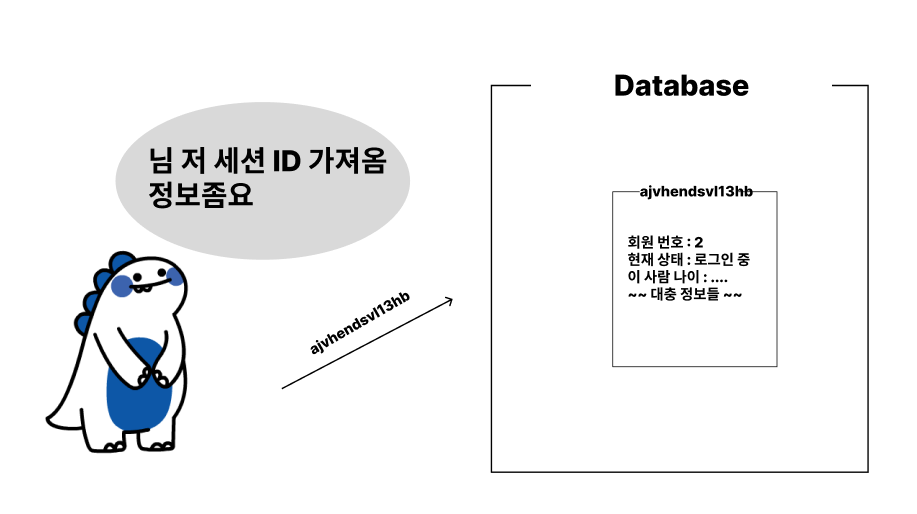 Database
님 저 세션 ID 가져옴
정보좀요
ajvhendsvl13hb
ajvhendsvl13hb
회원 번호 : 2
현재 상태 : 로그인 중
이 사람 나이 : ....
~~ 대충 정보들 ~~